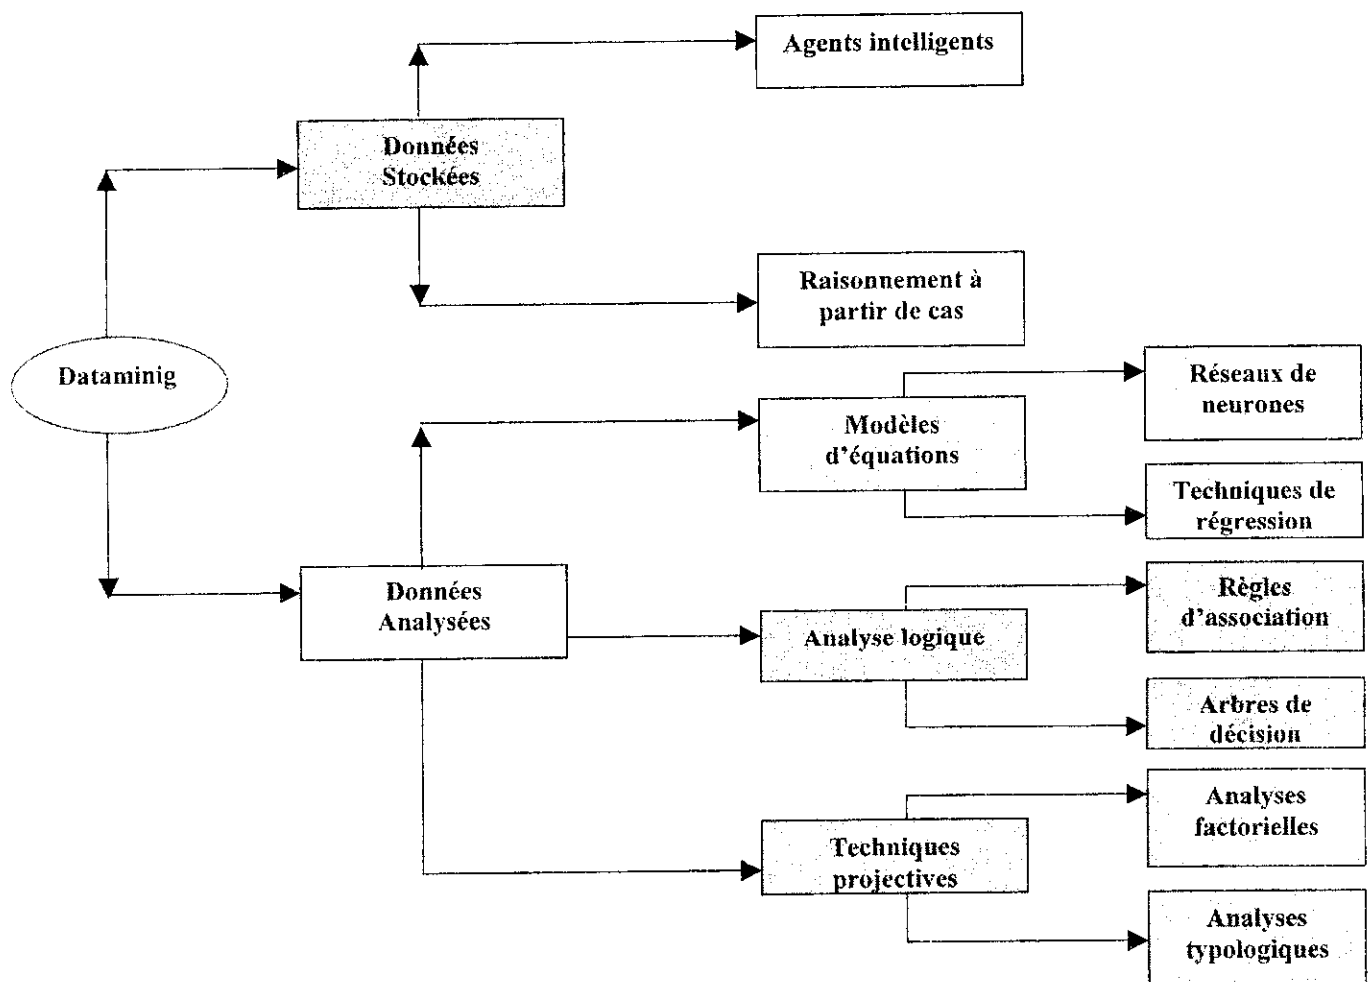 Agents intelligents
Données
Stockées
Raisonnement à
partir de cas
Dataminig
Modèles
d'équations
Réseaux de
neurones
Techniques de
régression
Données
Analysées
Analyse logique
Règles
d'association
Arbres de
décision
Techniques
projectives
Analyses
factorielles
Analyses
typologiques